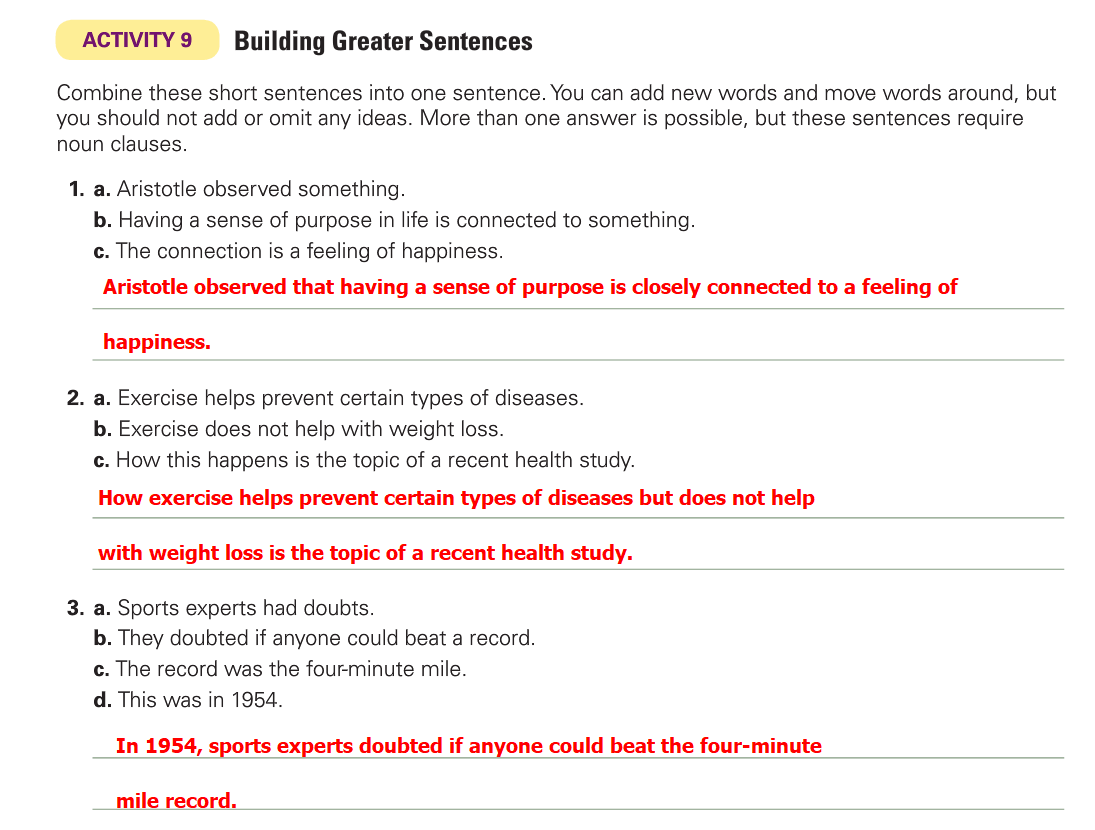 ACTIVITY 9 Building Greater Sentences
Combine these short sentences into one sentence. You can add new words and move words around, but
you should not add or omit any ideas. More than one answer is possible, but these sentences require
noun clauses.
1. a. Aristotle observed something.
b. Having a sense of purpose in life is connected to something.
c. The connection is a feeling of happiness.
Aristotle observed that having a sense of purpose is closely connected to a feeling of
happiness.
2. a. Exercise helps prevent certain types of diseases.
b. Exercise does not help with weight loss.
c. How this happens is the topic of a recent health study.
How exercise helps prevent certain types of diseases but does not help
with weight loss is the topic of a recent health study.
3. a. Sports experts had doubts.
b. They doubted if anyone could beat a record.
c. The record was the four-minute mile.
d. This was in 1954.
In 1954, sports experts doubted if anyone could beat the four-minute
mile record.